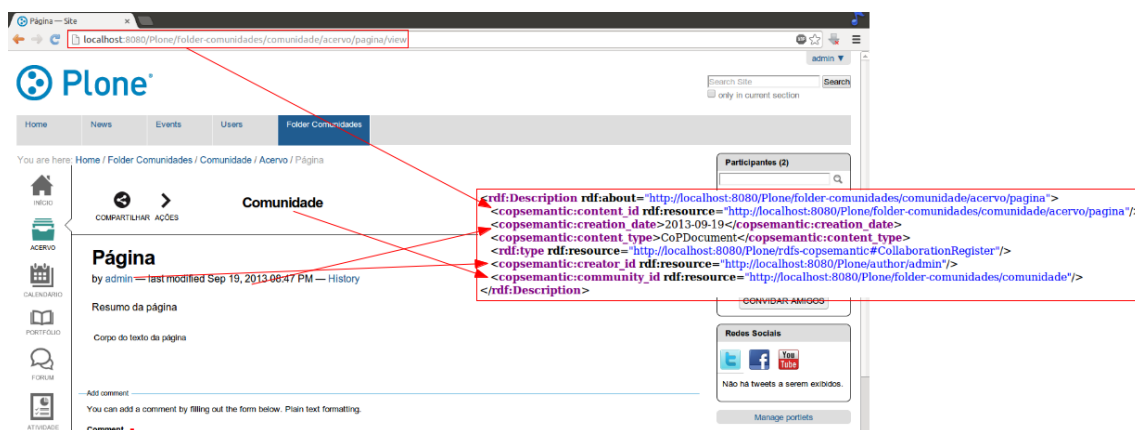 Página — Site
localhost:8080/Plone/folder-comunidades/comunidade/acervo/pagina/view
admin ▼
Plone
Search Site
Search
only in current section
Home News Events Users Folder Comunidades
You are here: Home / Folder Comunidades / Comunidade / Acervo / Página
Participantes (2)
INÍCIO
COMPARTILHAR AÇÕES
Comunidade
<rdf:Description rdf:about="http://localhost:8080/Plone/folder-comunidades/comunidade/acervo/pagina">
<copsemantic:content_id rdf:resource="http://localhost:8080/Plone/folder-comunidades/comunidade/acervo/pagina"/
<copsemantic:creation_date>2013-09-19</copsemantic:creation_date>
<copsemantic:content_type>CoPDocument</copsemantic:content_type>
<rdf:type rdf:resource="http://localhost:8080/Plone/rdfs-copsemantic#CollaborationRegister"/>
<copsemantic:creator_id rdf:resource="http://localhost:8080/Plone/author/admin"/>
<copsemantic:community_id rdf:resource="http://localhost:8080/Plone/folder-comunidades/comunidade"/>
</rdf:Description>
ACERVO
Página
by admin — last modified Sep 19, 2013 06:47 PM — History
CALENDÁRIO
Resumo da página
CONVIDAR AMIGOS
PORTFÓLIO
Corpo do texto da página
Redes Sociais
You
Tube
FORUM
Não há tweets a serem exibidos.
Add comment
You can add a comment by filling out the form below. Plain text formatting.
Manage portlets
ATIVIDADE
Comment